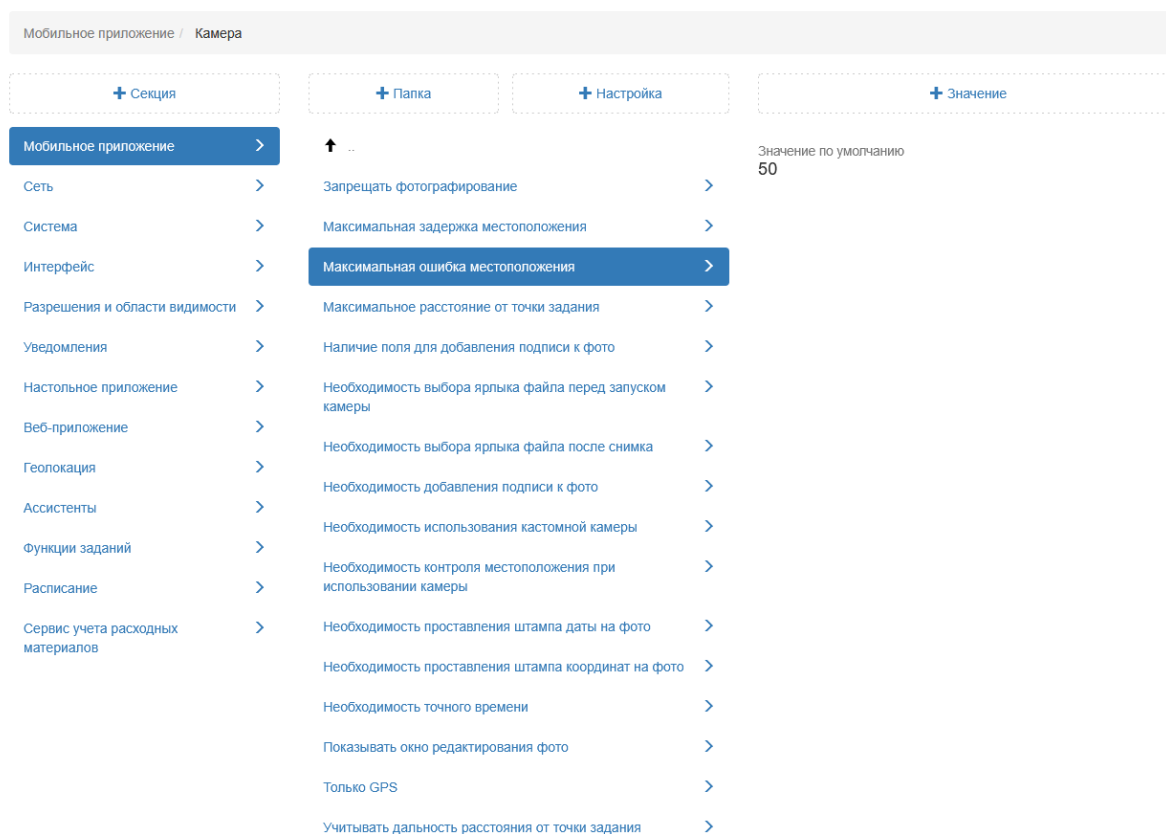 Мобильное приложение / Камера
+ Секция
+ Папка
+ Настройка
+ Значение
Мобильное приложение
Сеть
Система
Интерфейс
Разрешения и области видимости
Уведомления
Настольное приложение
Веб-приложение
Геолокация
Ассистенты
Функции заданий
Расписание
Сервис учета расходных
материалов
..
Запрещать фотографирование
Максимальная задержка местоположения
Максимальная ошибка местоположения
Максимальное расстояние от точки задания
Наличие поля для добавления подписи к фото
Необходимость выбора ярлыка файла перед запуском
камеры
Необходимость выбора ярлыка файла после снимка
Необходимость добавления подписи к фото
Необходимость использования кастомной камеры
Необходимость контроля местоположения при
использовании камеры
Необходимость проставления штампа даты на фото
Необходимость проставления штампа координат на фото
Необходимость точного времени
Показывать окно редактирования фото
Только GPS
Учитывать дальность расстояния от точки задания
Значение по умолчанию
50